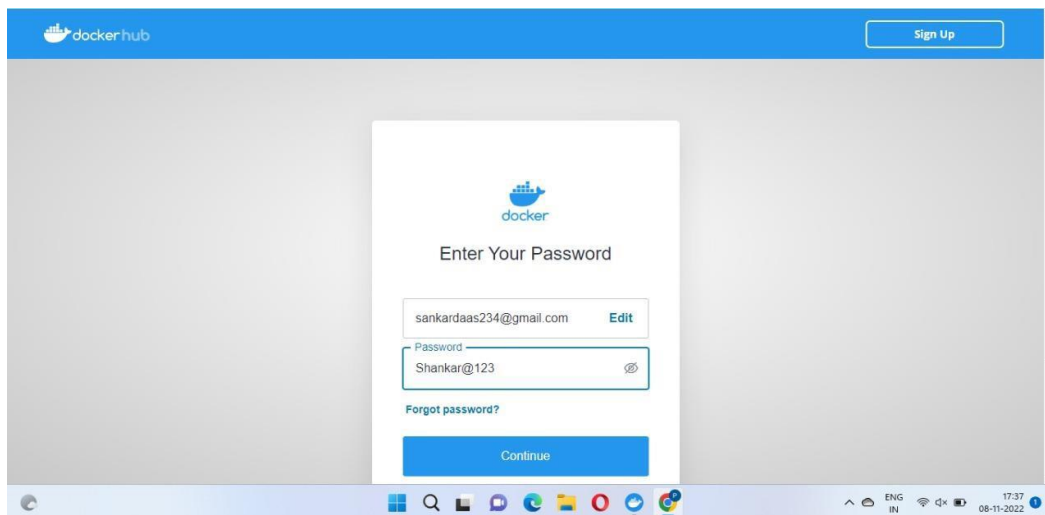 dockerhub
Sign Up
docker
Enter Your Password
sankardaas234@gmail.com Edit
Password
Shankar@123
Forgot password?
Continue
ENG 17:37
IN 08-11-2022 1